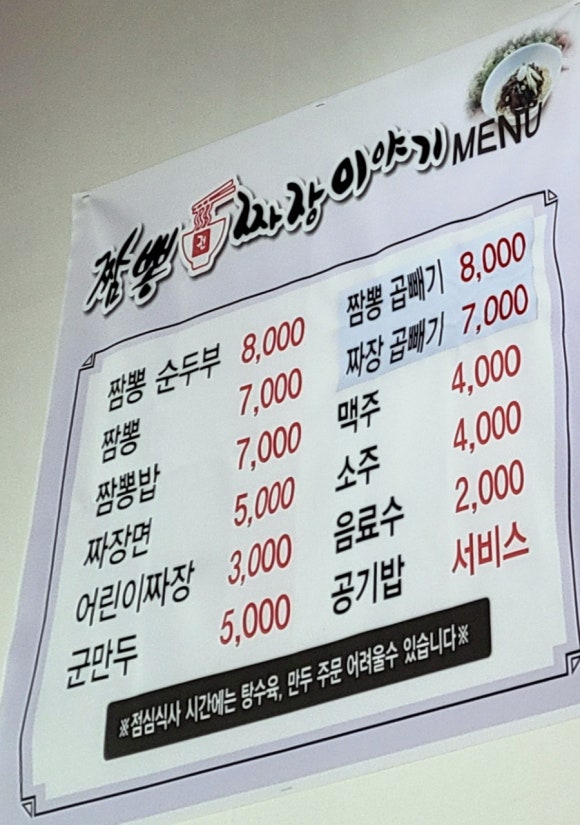 짬뽕 건 짜장이야기 MENU
짬뽕 순두부 8,000
짬뽕 7,000
짬뽕밥 7,000
짜장면 5,000
어린이짜장 3,000
군만두 5,000
짬뽕 곱빼기 8,000
짜장 곱빼기 7,000
맥주 4,000
소주 4,000
음료수 2,000
공기밥 서비스
※점심식사 시간에는 탕수육, 만두 주문 어려울수 있습니다※